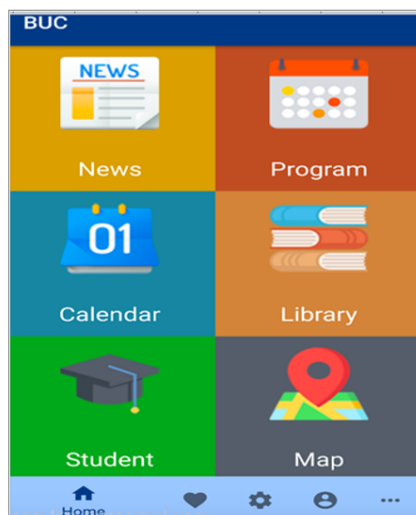 BUC
NEWS
News
Program
01
Calendar
Library
Student
Map
Home